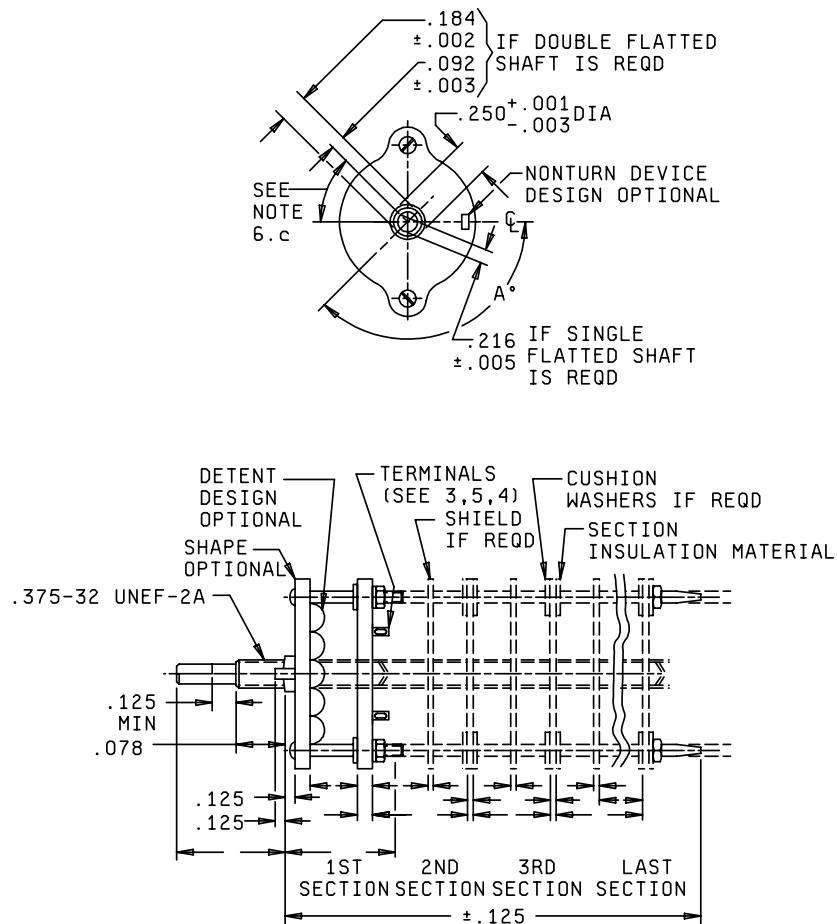 .184
±.002
.092
±.003
IF DOUBLE FLATTED
SHAFT IS REQD
.250 +.001 DIA
-.003
NONTURN DEVICE
DESIGN OPTIONAL
SEE
NOTE
6.c
℄
A°
.216
±.005
IF SINGLE
FLATTED SHAFT
IS REQD
DETENT
DESIGN
OPTIONAL
TERMINALS
(SEE 3,5,4)
SHIELD
IF REQD
CUSHION
WASHERS IF REQD
SECTION
INSULATION MATERIAL
SHAPE
OPTIONAL
.375-32 UNEF-2A
.125
MIN
.078
.125
.125
1ST
SECTION
2ND
SECTION
3RD
SECTION
LAST
SECTION
±.125